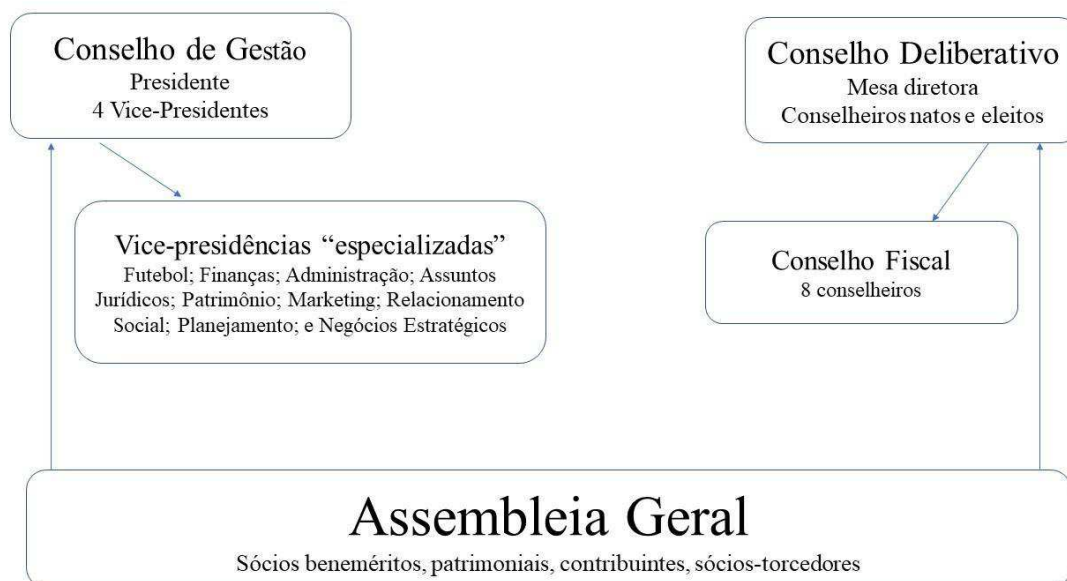 Conselho de Gestão
Presidente
4 Vice-Presidentes
Conselho Deliberativo
Mesa diretora
Conselheiros natos e eleitos
Vice-presidências “especializadas”
Futebol; Finanças; Administração; Assuntos
Jurídicos; Patrimônio; Marketing; Relacionamento
Social; Planejamento; e Negócios Estratégicos
Conselho Fiscal
8 conselheiros
Assembleia Geral
Sócios beneméritos, patrimoniais, contribuintes, sócios-torcedores